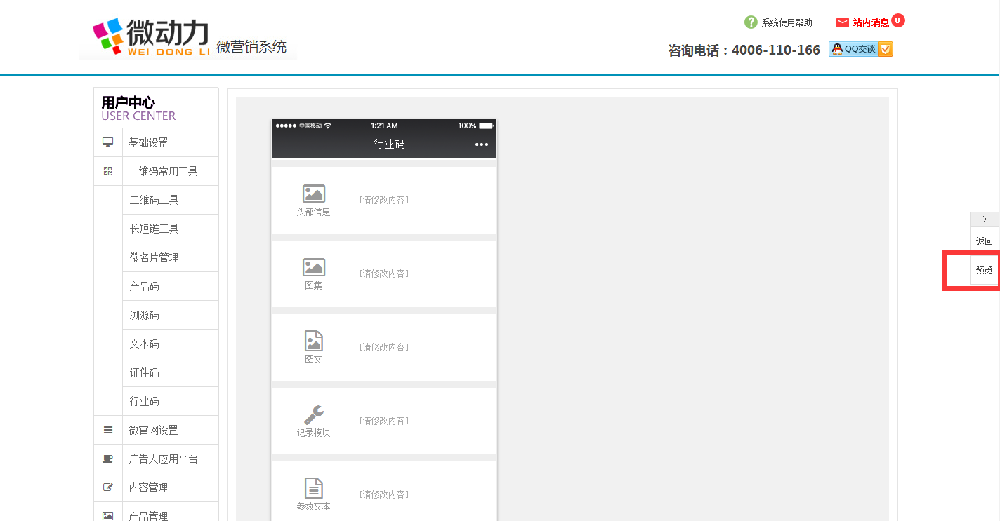 微动力
WEI DONG LI
微营销系统
系统使用帮助
站内消息
0
咨询电话：4006-110-166
QQ交谈
用户中心
USER CENTER
基础设置
二维码常用工具
二维码工具
长短链工具
微名片管理
产品码
溯源码
文本码
证件码
行业码
微官网设置
广告人应用平台
内容管理
产品管理
中国移动
1:21 AM
100%
行业码
头部信息
[请修改内容]
图集
[请修改内容]
图文
[请修改内容]
记录模块
[请修改内容]
参数文本
[请修改内容]
返回
预览